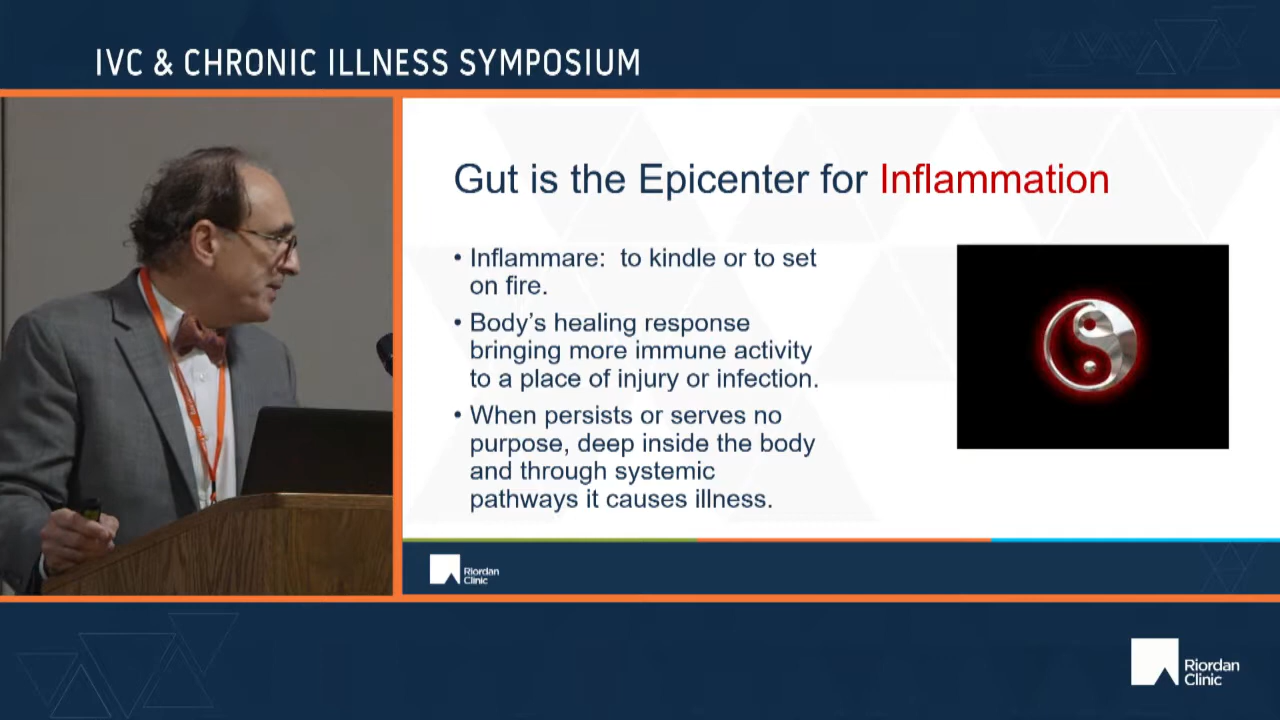 IVC & CHRONIC ILLNESS SYMPOSIUM
Gut is the Epicenter for Inflammation
• Inflammare:  to kindle or to set
on fire.
• Body’s healing response
bringing more immune activity
to a place of injury or infection.
• When persists or serves no
purpose, deep inside the body
and through systemic
pathways it causes illness.
Riordan
Clinic
Riordan
Clinic